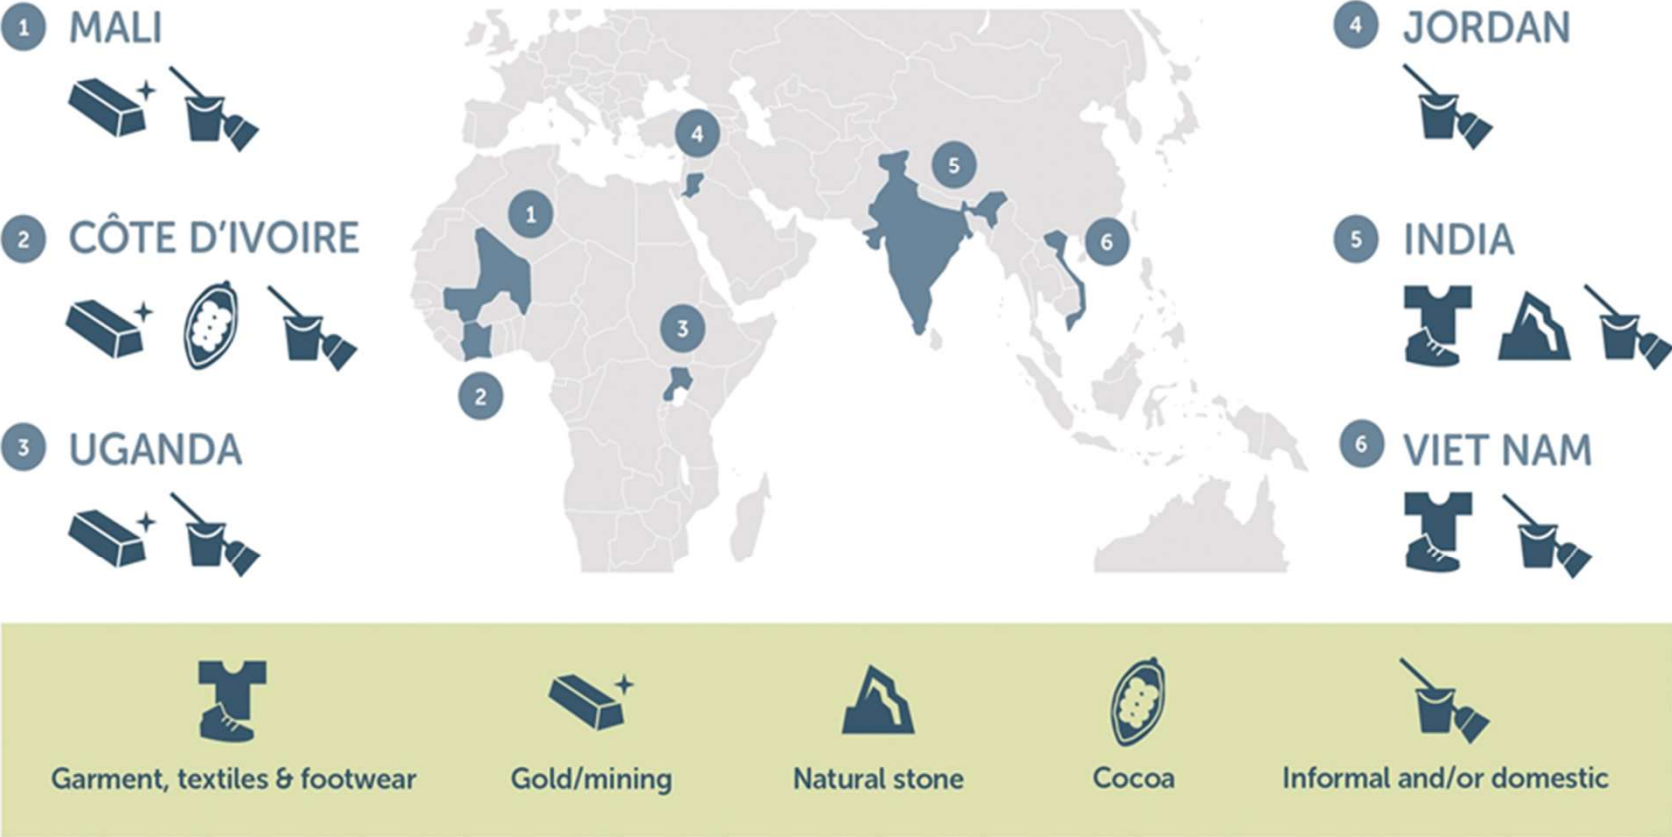 1 MALI
2 CÔTE D'IVOIRE
3 UGANDA
1
2
3
4
5
6
4 JORDAN
5 INDIA
6 VIET NAM
Garment, textiles & footwear
Gold/mining
Natural stone
Cocoa
Informal and/or domestic